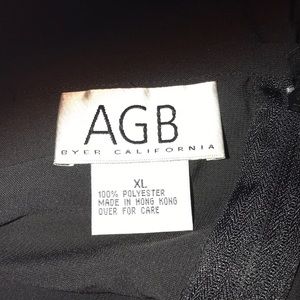 AGB
BYER CALIFORNIA
XL
100% POLYESTER
MADE IN HONG KONG
OVER FOR CARE